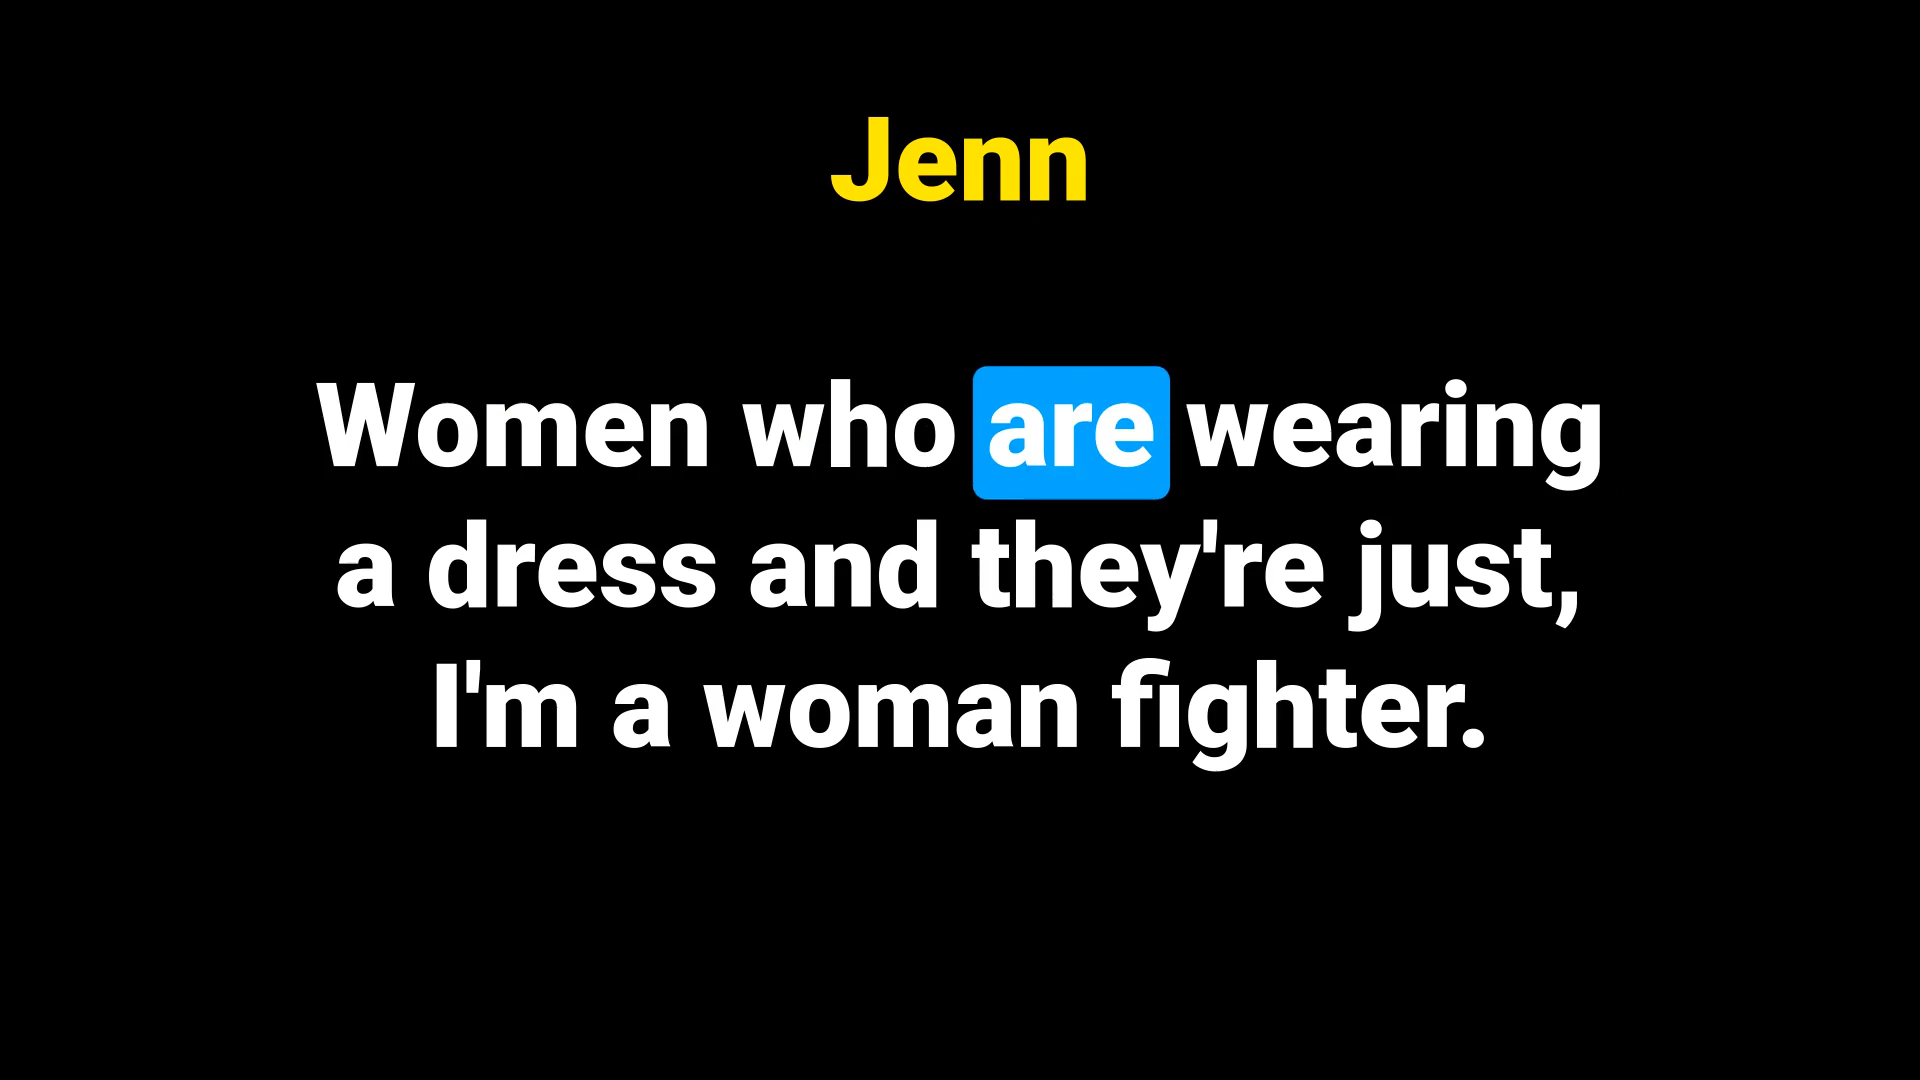 Jenn
Women who are wearing
a dress and they're just,
I'm a woman fighter.